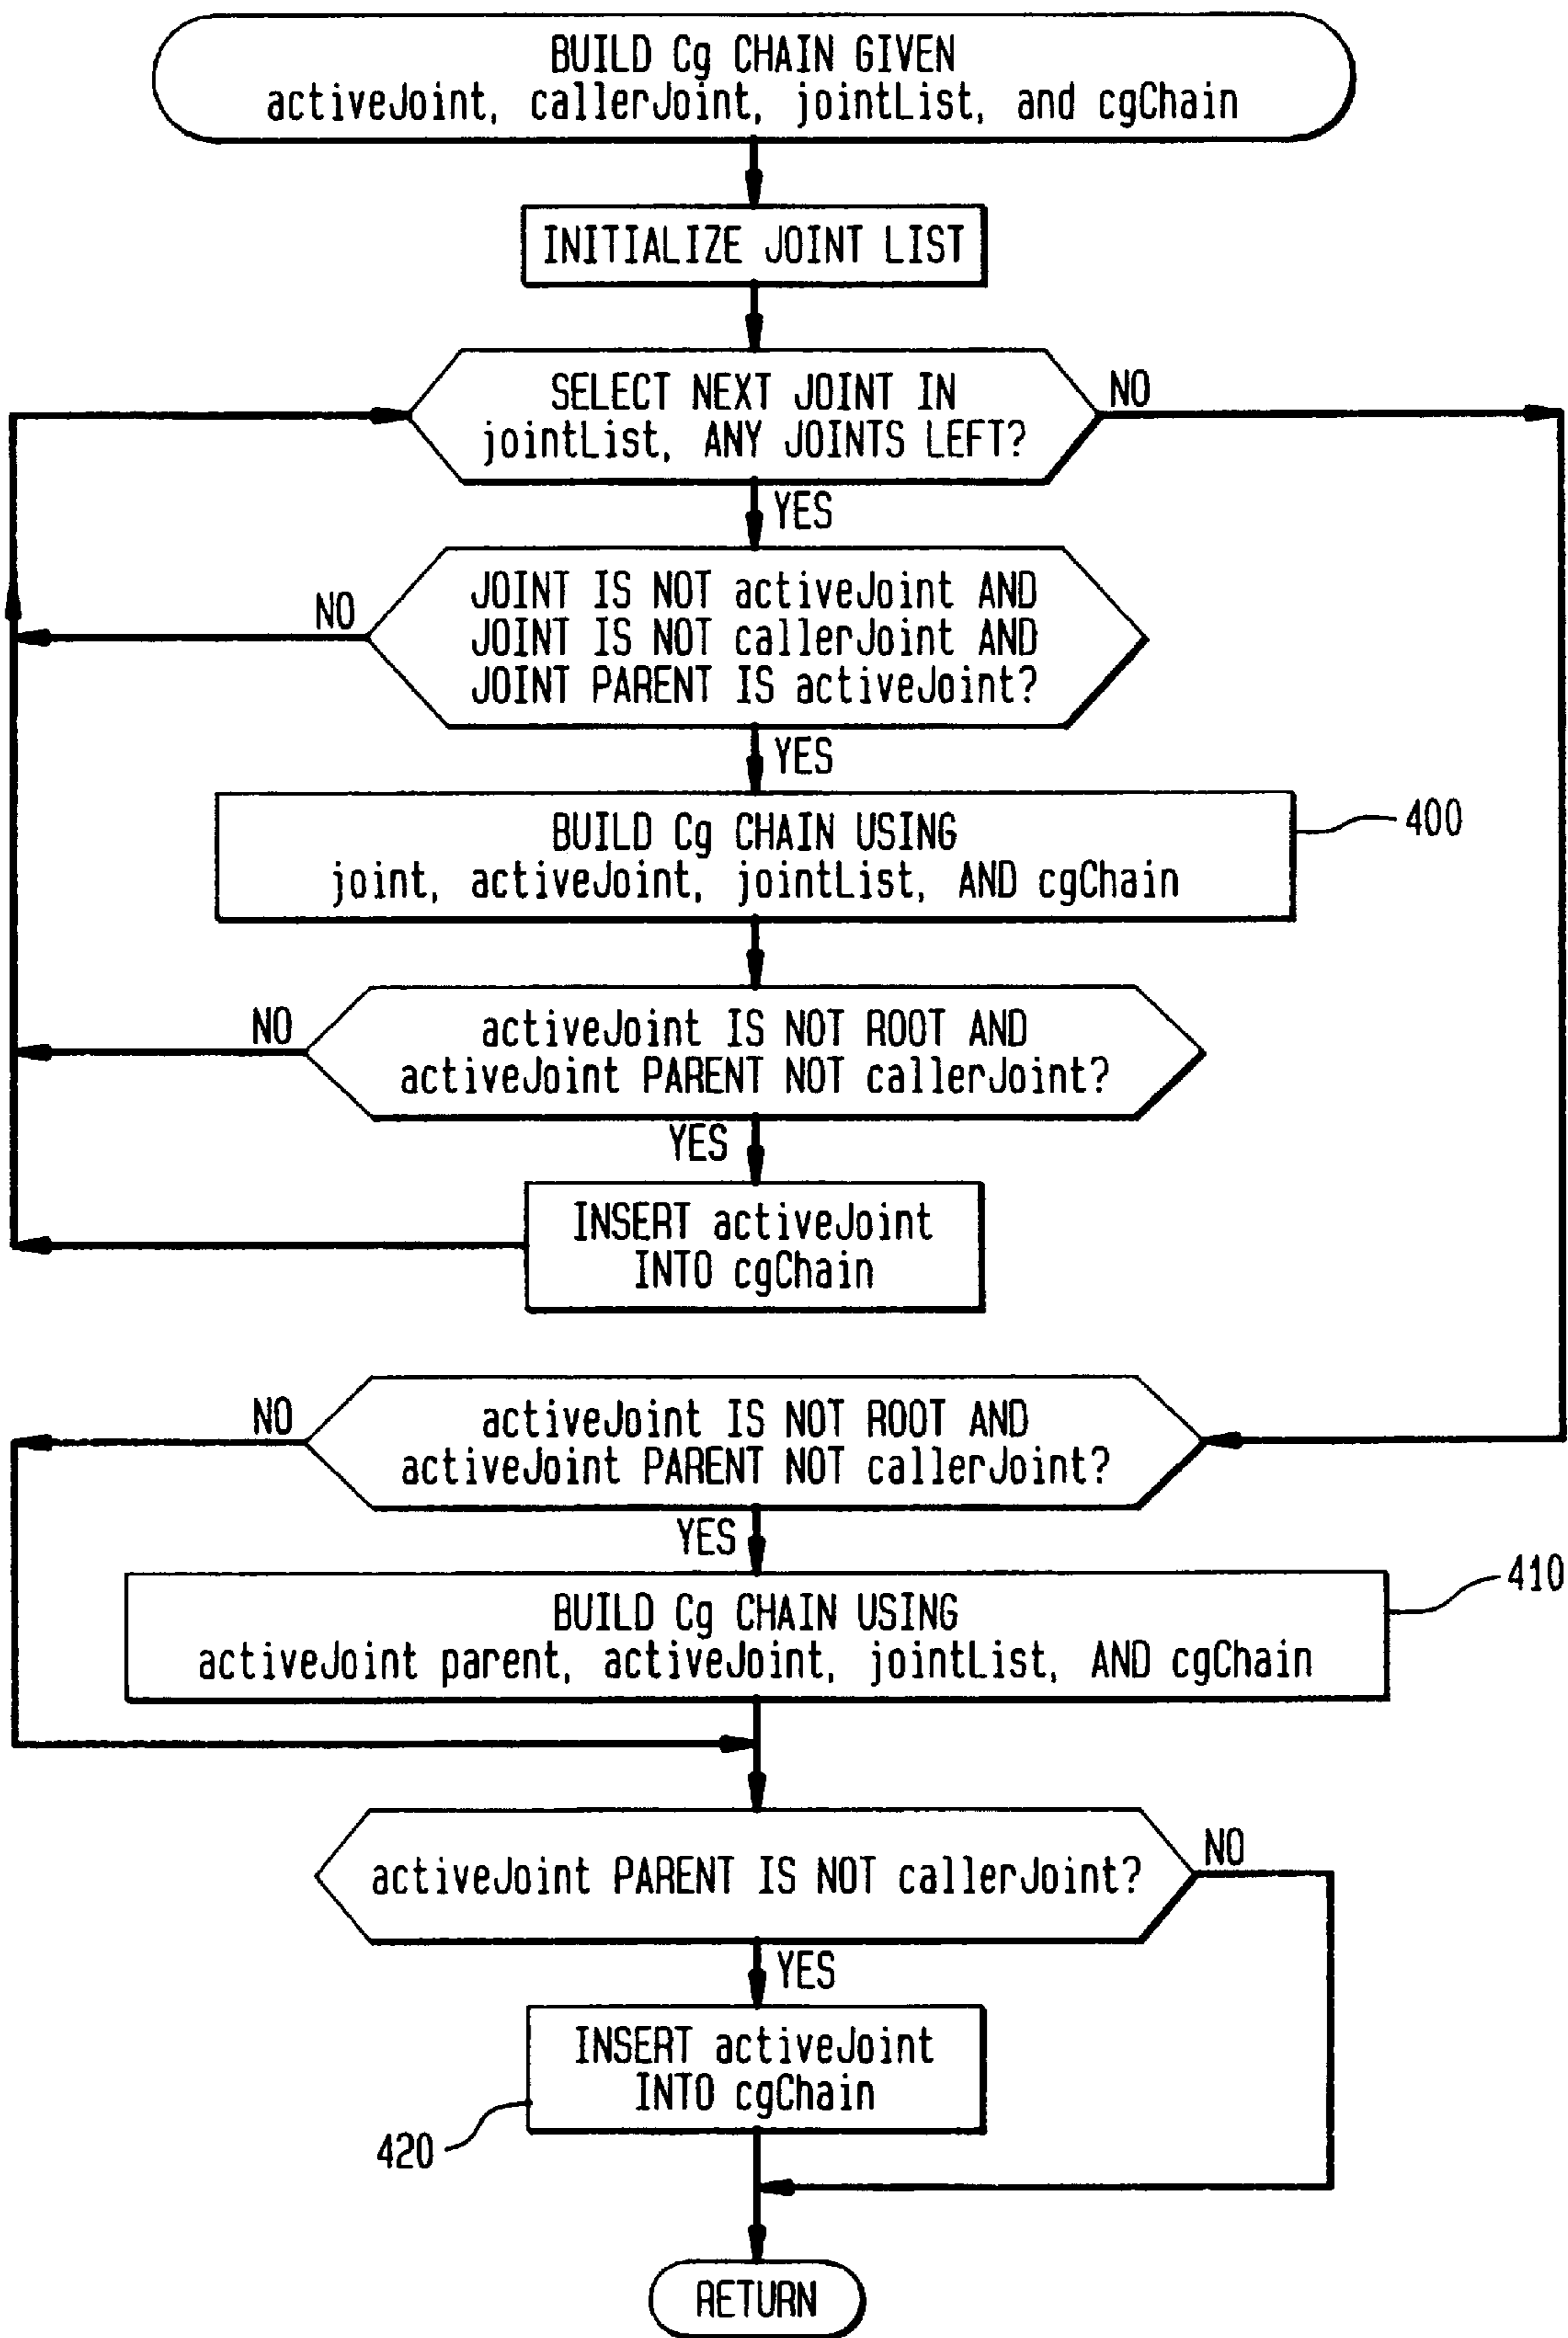 BUILD Cg CHAIN GIVEN
activeJoint, callerJoint, jointList, and cgChain
INITIALIZE JOINT LIST
SELECT NEXT JOINT IN
jointList, ANY JOINTS LEFT?
NO
YES
JOINT IS NOT activeJoint AND
JOINT IS NOT callerJoint AND
JOINT PARENT IS activeJoint?
NO
YES
BUILD Cg CHAIN USING
joint, activeJoint, jointList, AND cgChain
400
activeJoint IS NOT ROOT AND
activeJoint PARENT NOT callerJoint?
NO
YES
INSERT activeJoint
INTO cgChain
activeJoint IS NOT ROOT AND
activeJoint PARENT NOT callerJoint?
NO
YES
BUILD Cg CHAIN USING
activeJoint parent, activeJoint, jointList, AND cgChain
410
activeJoint PARENT IS NOT callerJoint?
NO
YES
INSERT activeJoint
INTO cgChain
420
RETURN